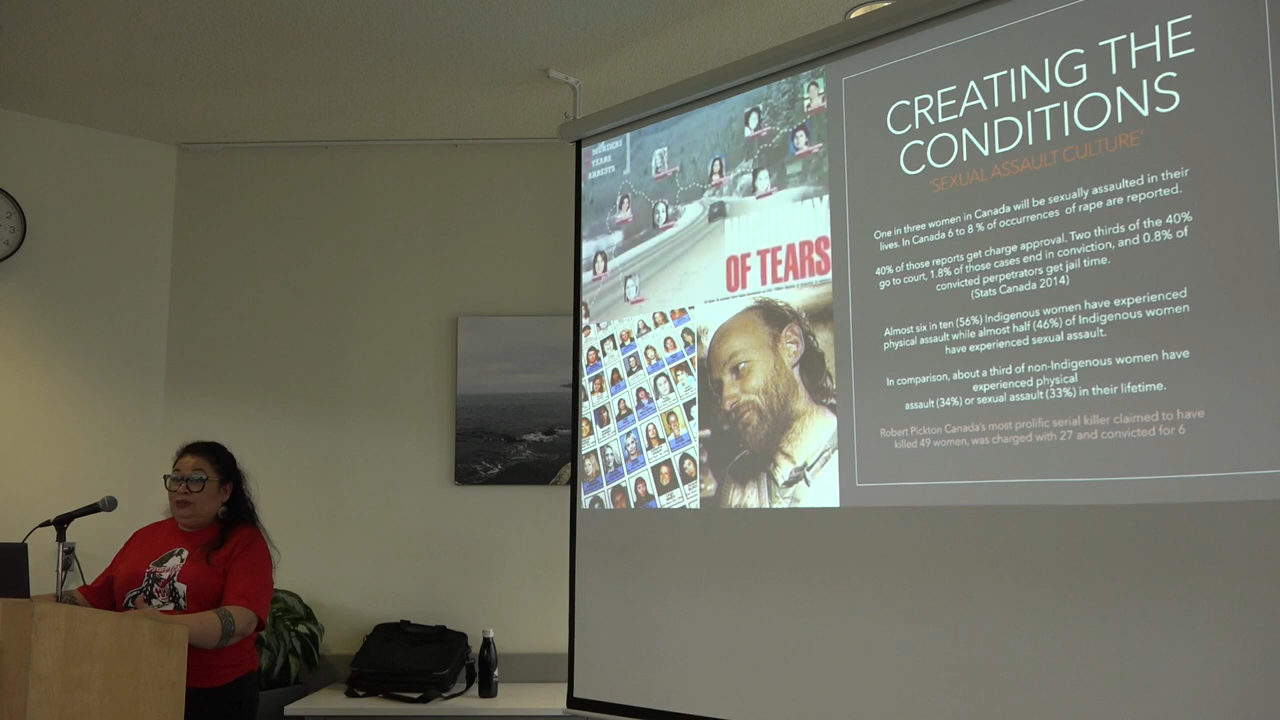 MURDERS
YEARS
ARRESTS
OF TEARS
CREATING THE
CONDITIONS
'SEXUAL ASSAULT CULTURE'
One in three women in Canada will be sexually assaulted in their
lives. In Canada 6 to 8 % of occurrences of rape are reported.
40% of those reports get charge approval. Two thirds of the 40%
go to court, 1.8% of those cases end in conviction, and 0.8% of
convicted perpetrators get jail time.
(Stats Canada 2014)
Almost six in ten (56%) Indigenous women have experienced
physical assault while almost half (46%) of Indigenous women
have experienced sexual assault.
In comparison, about a third of non-Indigenous women have
experienced physical
assault (34%) or sexual assault (33%) in their lifetime.
Robert Pickton Canada's most prolific serial killer claimed to have
killed 49 women, was charged with 27 and convicted for 6
2
3
4